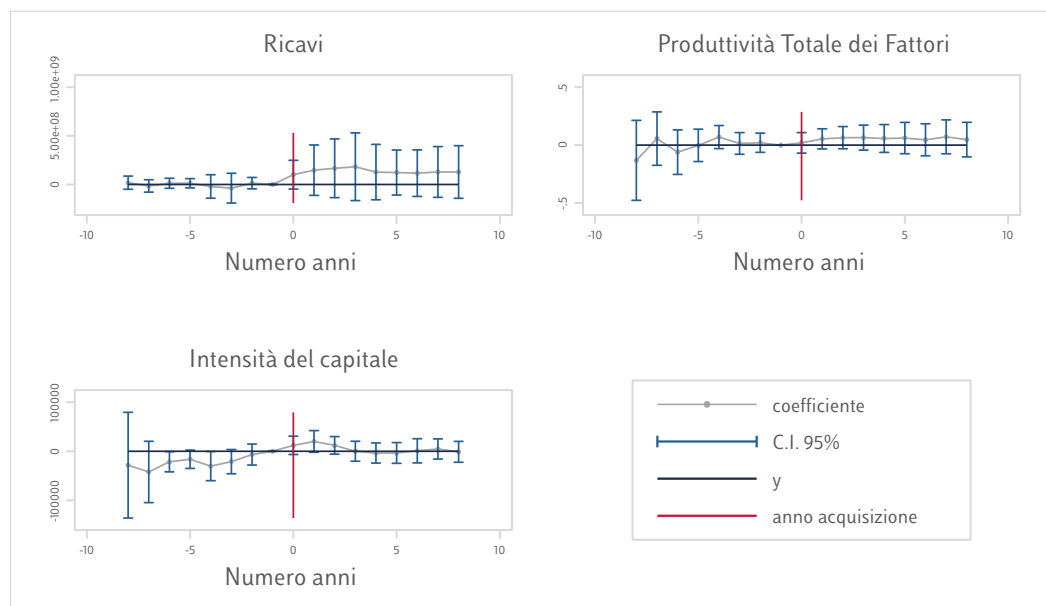 Ricavi
1.00e+09
5.00e+08
0
-10 -5 0 5 10
Numero anni
Produttività Totale dei Fattori
.5
0
-.5
-10 -5 0 5 10
Numero anni
Intensità del capitale
100000
0
-100000
-10 -5 0 5 10
Numero anni
coefficiente
C.I. 95%
y
anno acquisizione